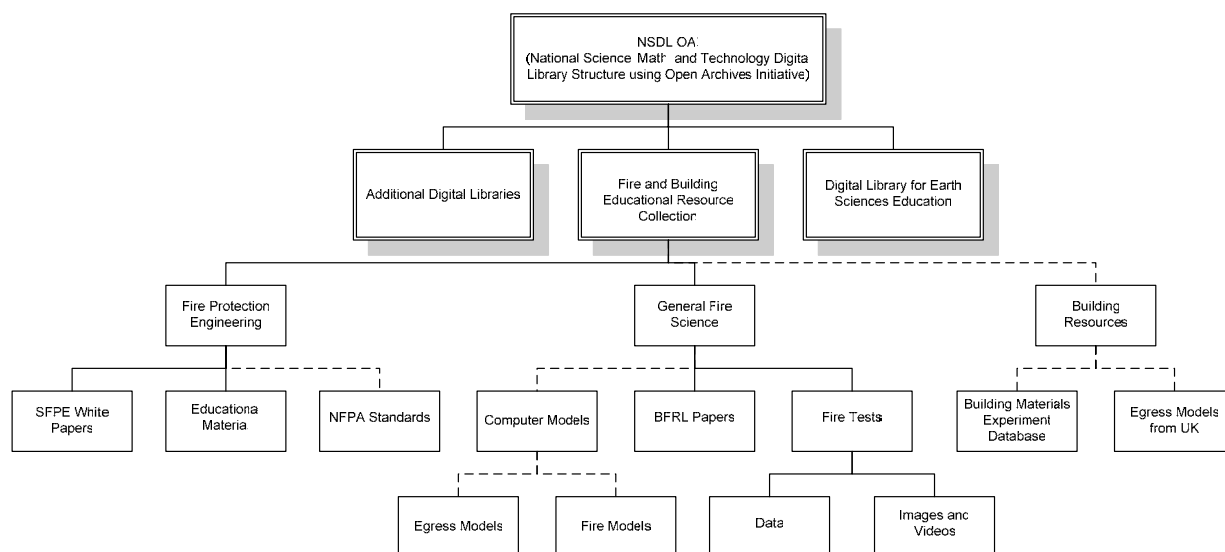 NSDL OAI
(National Science Math and Technology Digita
Library Structure using Open Archives Initiative)
Additional Digital Libraries
Fire and Building
Educational Resource
Collection
Digital Library for Earth
Sciences Education
Fire Protection
Engineering
General Fire
Science
Building
Resources
SFPE White
Papers
Educationa
Materia
NFPA Standards
Computer Models
BFRL Papers
Fire Tests
Building Materials
Experiment
Database
Egress Models
from UK
Egress Models
Fire Models
Data
Images and
Videos